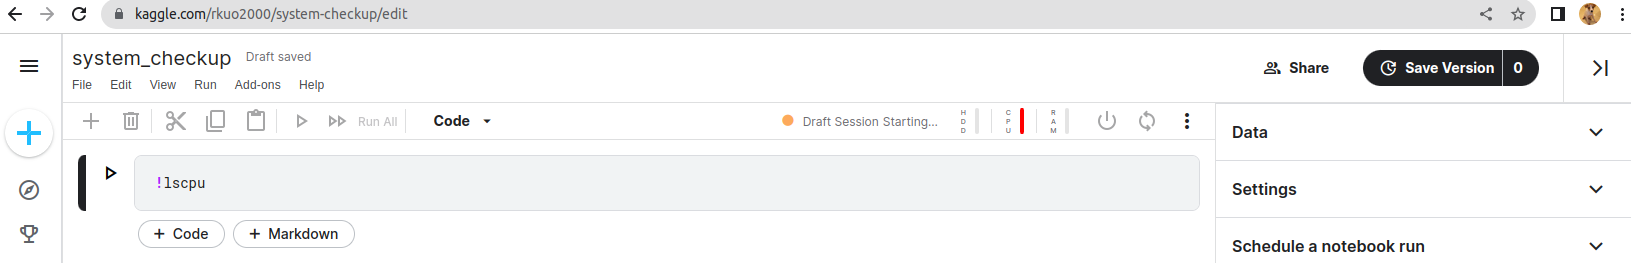 kaggle.com/rkuo2000/system-checkup/edit
system_checkup Draft saved
File Edit View Run Add-ons Help
Share
Save Version 0
Run All
Code
Draft Session Starting...
HDD
CPU
RAM
!lscpu
+ Code + Markdown
Data
Settings
Schedule a notebook run